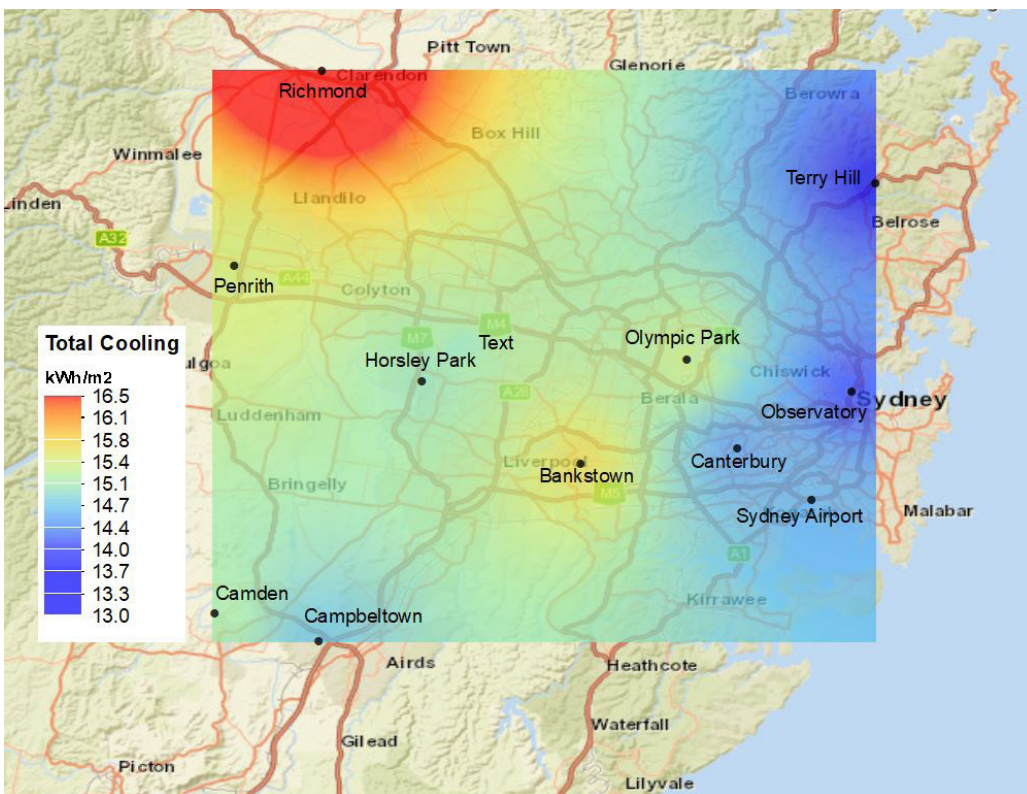 Pitt Town
Glenorie
Clarendon
Richmond
Berowra
Box Hill
Winmalee
Terry Hill
Llandilo
Linden
Belrose
A32
Penrith
A44
Colyton
M7
M4
Text
Olympic Park
Total Cooling
Horsley Park
Chiswick
kWh/m2
16.5
16.1
15.8
15.4
15.1
14.7
14.4
14.0
13.7
13.3
13.0
ulgoa
A28
Berala
Sydney
Observatory
Luddenham
Liverpool
Canterbury
Bankstown
Bringelly
M5
Sydney Airport
Malabar
A1
Camden
Kirrawee
Campbeltown
Airds
Heathcote
Waterfall
Gilead
Picton
Lilyvale